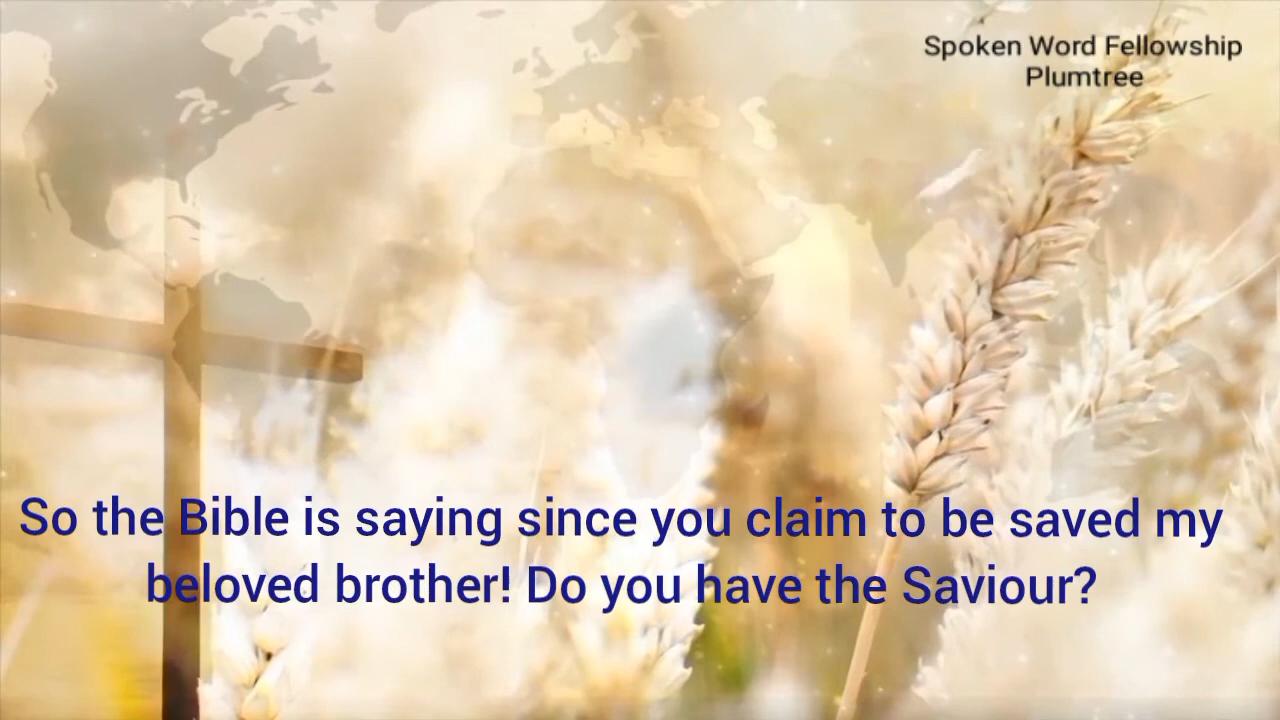 Spoken Word Fellowship
Plumtree
So the Bible is saying since you claim to be saved my
beloved brother! Do you have the Saviour?